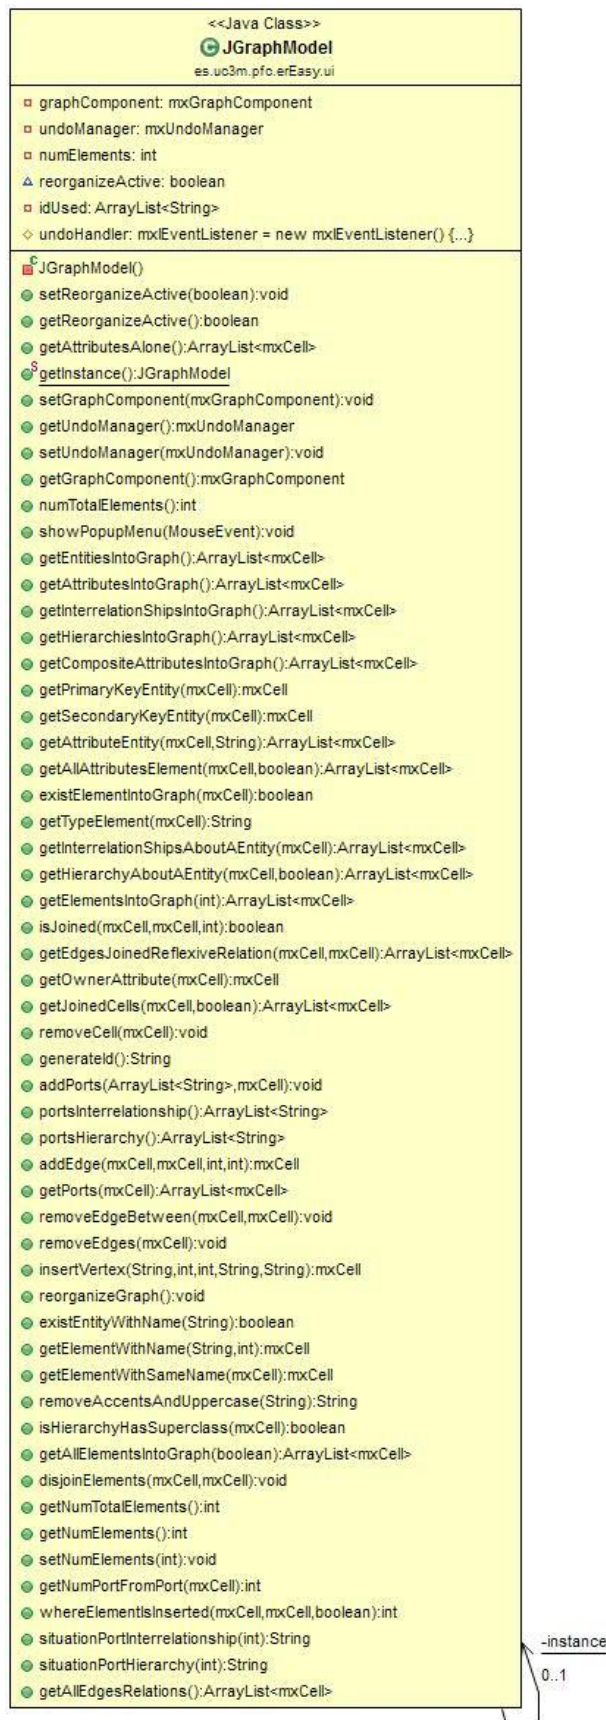 <<Java Class>>
JGraphModel
es.uc3m.pfc.erEasy.ui
graphComponent: mxGraphComponent
undoManager: mxUndoManager
numElements: int
reorganizeActive: boolean
idUsed: ArrayList<String>
undoHandler: mxIEventListener = new mxIEventListener() {...}
JGraphModel()
setReorganizeActive(boolean):void
getReorganizeActive():boolean
getAttributesAlone():ArrayList<mxCell>
getInstance():JGraphModel
setGraphComponent(mxGraphComponent):void
getUndoManager():mxUndoManager
setUndoManager(mxUndoManager):void
getGraphComponent():mxGraphComponent
numTotalElements():int
showPopupMenu(MouseEvent):void
getEntitiesIntoGraph():ArrayList<mxCell>
getAttributesIntoGraph():ArrayList<mxCell>
getInterrelationShipsIntoGraph():ArrayList<mxCell>
getHierarchiesIntoGraph():ArrayList<mxCell>
getCompositeAttributesIntoGraph():ArrayList<mxCell>
getPrimaryKeyEntity(mxCell):mxCell
getSecondaryKeyEntity(mxCell):mxCell
getAttributeEntity(mxCell,String):ArrayList<mxCell>
getAllAttributesElement(mxCell,boolean):ArrayList<mxCell>
existElementIntoGraph(mxCell):boolean
getTypeElement(mxCell):String
getInterrelationShipsAboutAEntity(mxCell):ArrayList<mxCell>
getHierarchyAboutAEntity(mxCell,boolean):ArrayList<mxCell>
getElementsIntoGraph(int):ArrayList<mxCell>
isJoined(mxCell,mxCell,int):boolean
getEdgesJoinedReflexiveRelation(mxCell,mxCell):ArrayList<mxCell>
getOwnerAttribute(mxCell):mxCell
getJoinedCells(mxCell,boolean):ArrayList<mxCell>
removeCell(mxCell):void
generateId():String
addPorts(ArrayList<String>,mxCell):void
portsInterrelationship():ArrayList<String>
portsHierarchy():ArrayList<String>
addEdge(mxCell,mxCell,int,int):mxCell
getPorts(mxCell):ArrayList<mxCell>
removeEdgeBetween(mxCell,mxCell):void
removeEdges(mxCell):void
insertVertex(String,int,int,String,String):mxCell
reorganizeGraph():void
existEntityWithName(String):boolean
getElementWithName(String,int):mxCell
getElementWithSameName(mxCell):mxCell
removeAccentsAndUppercase(String):String
isHierarchyHasSuperclass(mxCell):boolean
getAllElementsIntoGraph(boolean):ArrayList<mxCell>
disjoinElements(mxCell,mxCell):void
getNumTotalElements():int
getNumElements():int
setNumElements(int):void
getNumPortFromPort(mxCell):int
whereElementIsInserted(mxCell,mxCell,boolean):int
situationPortInterrelationship(int):String
situationPortHierarchy(int):String
getAllEdgesRelations():ArrayList<mxCell>
-instance
0..1